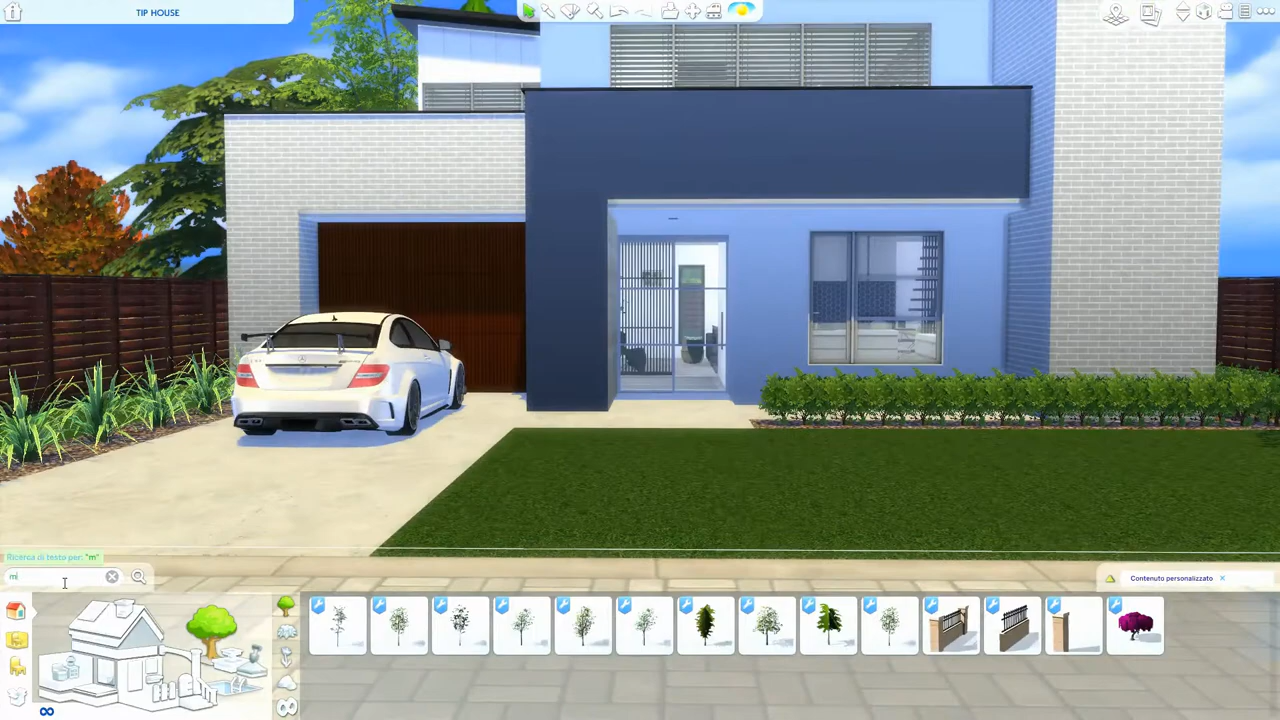 TIP HOUSE
Ricerca di testo per: "m"
m
Contenuto personalizzato